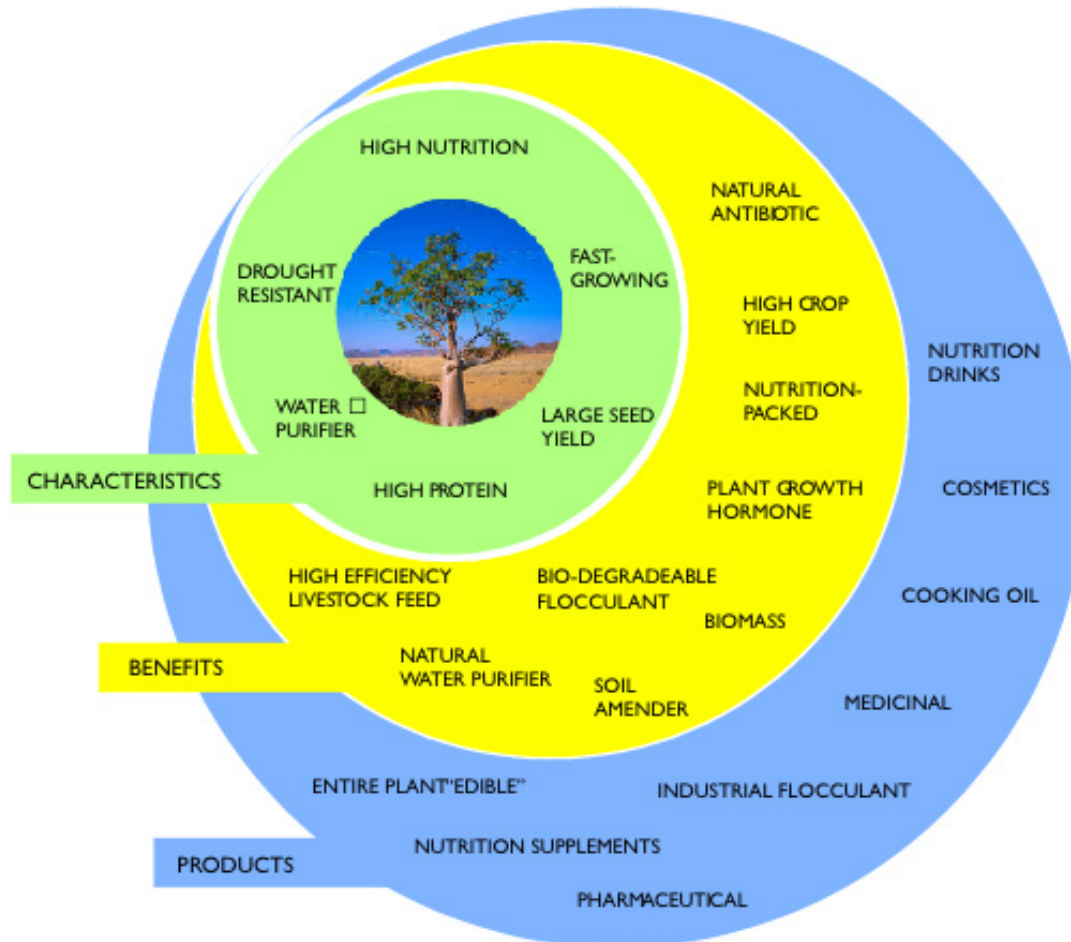 HIGH NUTRITION
DROUGHT
RESISTANT
FAST-
GROWING
WATER □
PURIFIER
LARGE SEED
YIELD
HIGH PROTEIN
CHARACTERISTICS
NATURAL
ANTIBIOTIC
HIGH CROP
YIELD
NUTRITION-
PACKED
PLANT GROWTH
HORMONE
HIGH EFFICIENCY
LIVESTOCK FEED
BIO-DEGRADEABLE
FLOCCULANT
BIOMASS
NATURAL
WATER PURIFIER
SOIL
AMENDER
BENEFITS
NUTRITION
DRINKS
COSMETICS
COOKING OIL
MEDICINAL
ENTIRE PLANT"EDIBLE”
INDUSTRIAL FLOCCULANT
NUTRITION SUPPLEMENTS
PHARMACEUTICAL
PRODUCTS